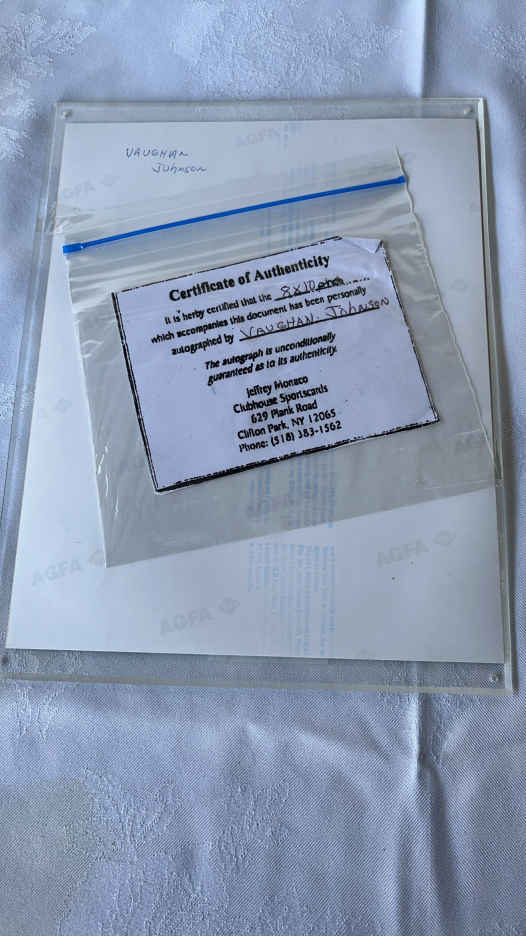 AGFA
VAUGHAN
JOHNSON
AGFA
Certificate of Authenticity
It is herby certified that the 8x10
which accompanies this document has been personally
autographed by VAUGHAN JOHNSON
The autograph is unconditionally
guaranteed as to its authenticity.
Jeffrey Monaco
Clubhouse Sportscards
629 Plank Road
Clifton Park, NY 12065
Phone: (518) 383-1562
AGFA
AGFA
AGFA